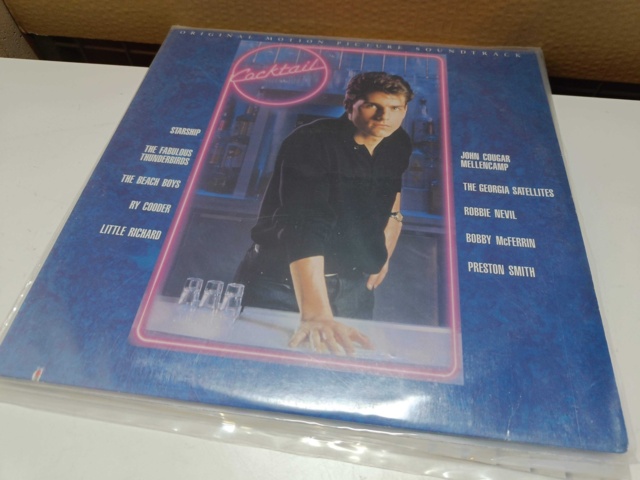 ORIGINAL MOTION PICTURE SOUNDTRACK
Cocktail
STARSHIP
THE FABULOUS
THUNDERBIRDS
THE BEACH BOYS
RY COODER
LITTLE RICHARD
JOHN COUGAR
MELLENCAMP
THE GEORGIA SATELLITES
ROBBIE NEVIL
BOBBY McFERRIN
PRESTON SMITH